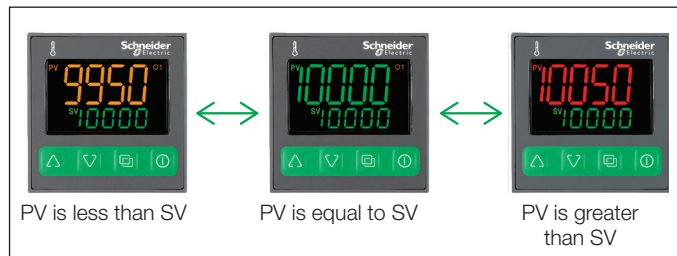 Schneider
Electric
PV 9950 O1
SV 10000
PV is less than SV
Schneider
Electric
PV 10000 O1
SV 10000
PV is equal to SV
Schneider
Electric
PV 10050
SV 10000
PV is greater
than SV